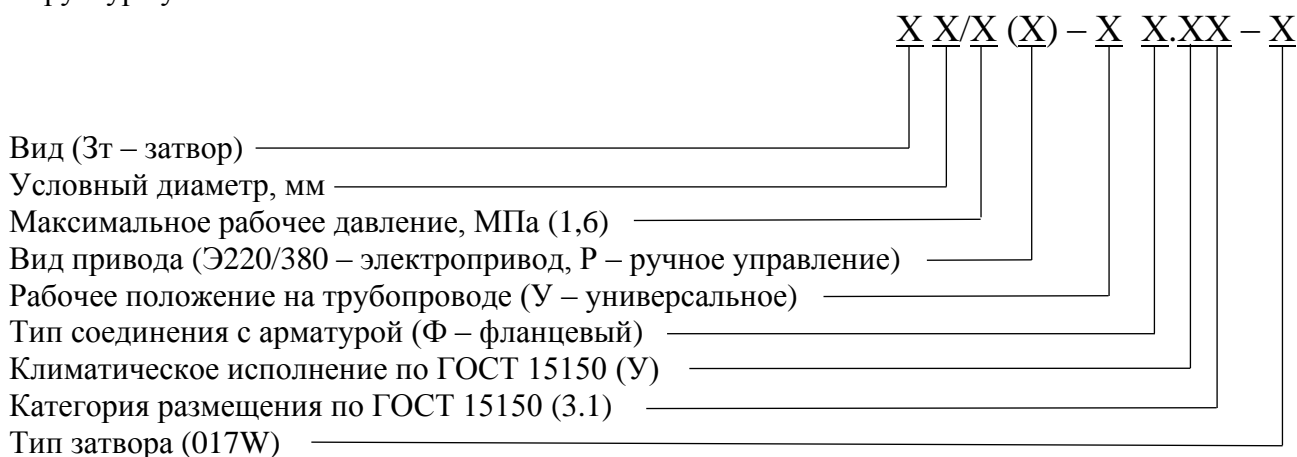 X X/X (X) – X X.XX – X
Вид (Зт – затвор)
Условный диаметр, мм
Максимальное рабочее давление, МПа (1,6)
Вид привода (Э220/380 – электропривод, Р – ручное управление)
Рабочее положение на трубопроводе (У – универсальное)
Тип соединения с арматурой (Ф – фланцевый)
Климатическое исполнение по ГОСТ 15150 (У)
Категория размещения по ГОСТ 15150 (3.1)
Тип затвора (017W)